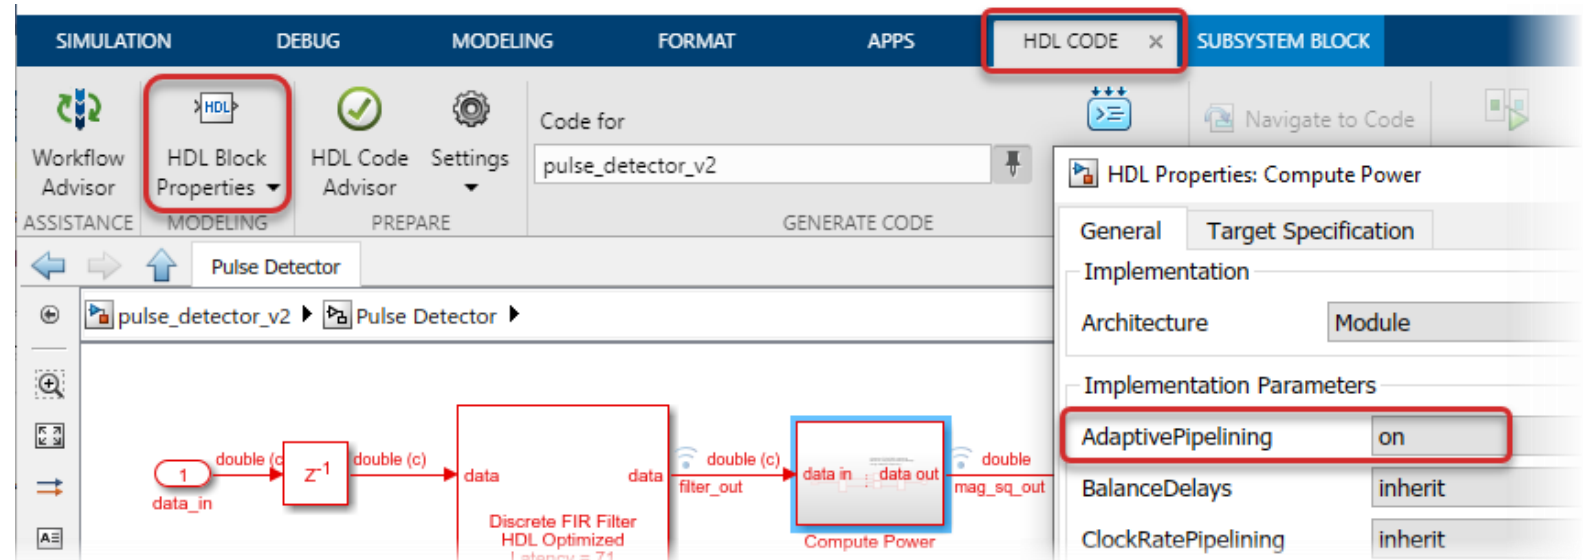 SIMULATION DEBUG MODELING FORMAT APPS HDL CODE × SUBSYSTEM BLOCK
HDL
Workflow
Advisor
HDL Block
Properties
HDL Code
Advisor
Settings
Code for
pulse_detector_v2
Navigate to Code
ASSISTANCE MODELING PREPARE GENERATE CODE
Pulse Detector
pulse_detector_v2 Pulse Detector
1
data_in
double (c
Z-1
double (c)
data data
Discrete FIR Filter
HDL Optimized
Latency = 71
double (c)
filter_out
data in data out
Compute Power
double
mag_sq_out
HDL Properties: Compute Power
General Target Specification
Implementation
Architecture Module
Implementation Parameters
AdaptivePipelining on
BalanceDelays inherit
ClockRatePipelining inherit